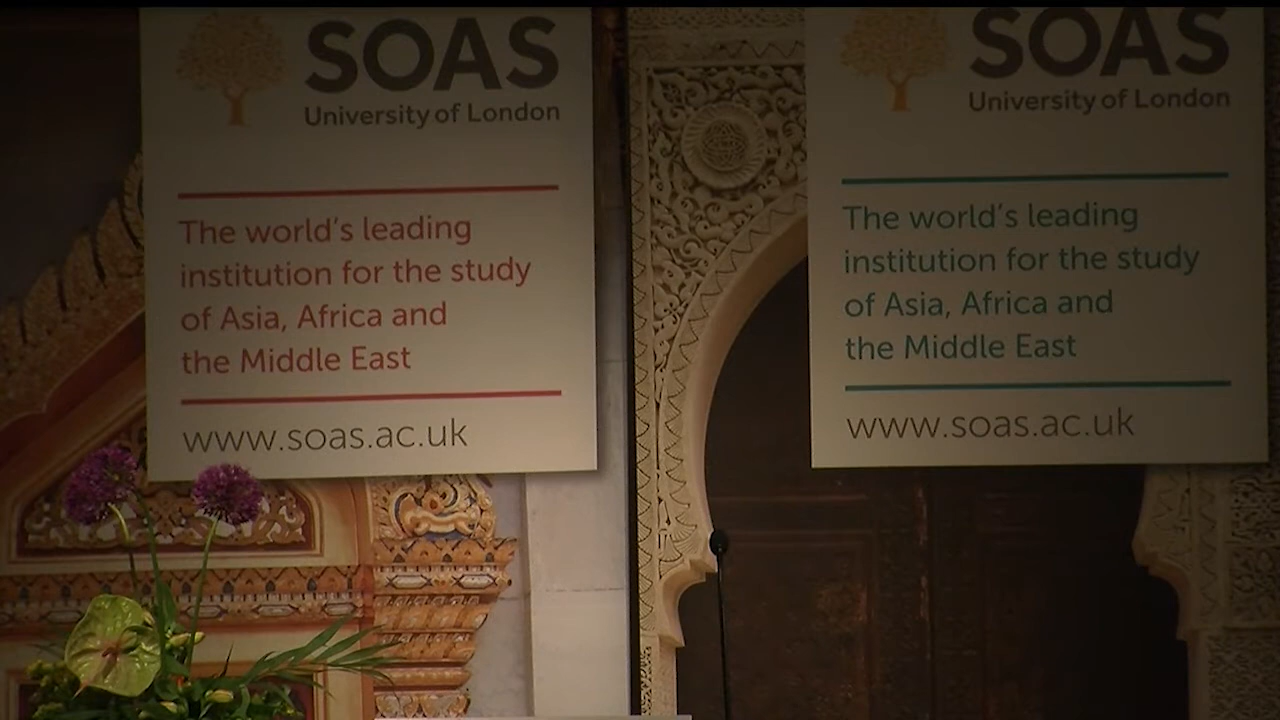 SOAS
University of London
The world's leading
institution for the study
of Asia, Africa and
the Middle East
www.soas.ac.uk
SOAS
University of London
The world's leading
institution for the study
of Asia, Africa and
the Middle East
www.soas.ac.uk